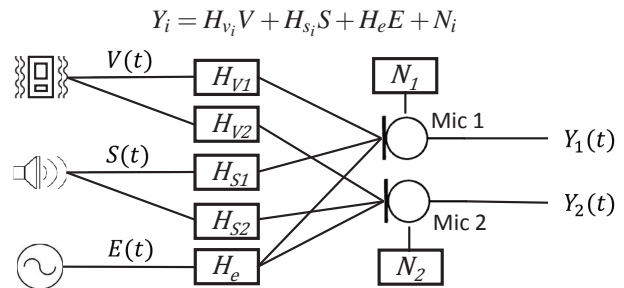 Y_i = H_{v_i}V + H_{s_i}S + H_eE + N_i
V(t)
H_{V1}
N_1
H_{V2}
Mic 1
Y_1(t)
S(t)
H_{S1}
Y_2(t)
H_{S2}
Mic 2
E(t)
H_e
N_2